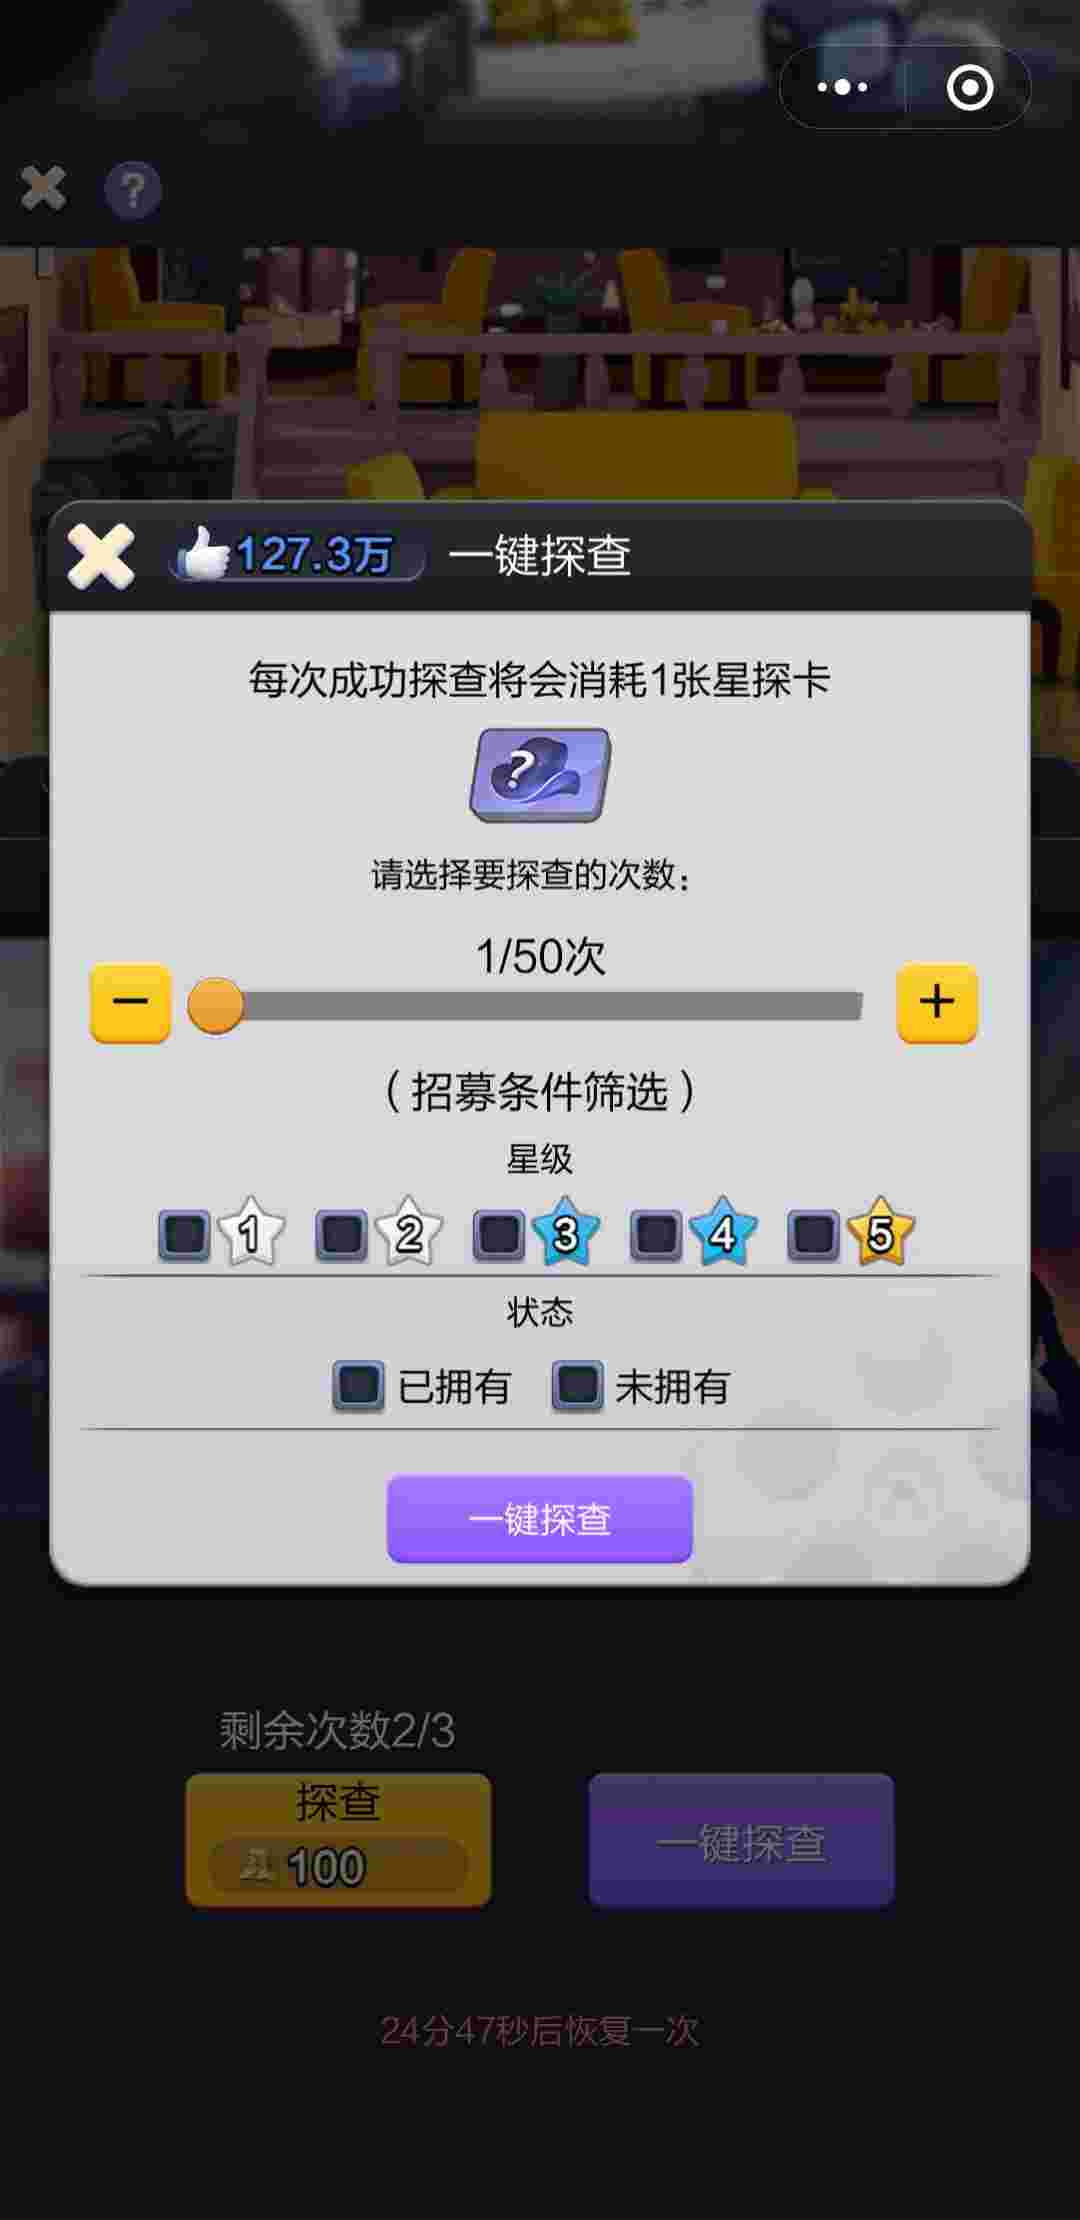 127.3万 一键探查
每次成功探查将会消耗1张星探卡
?
请选择要探查的次数：
1/50次
（招募条件筛选）
星级
1 2 3 4 5
状态
已拥有 未拥有
一键探查
剩余次数2/3
探查
100
一键探查
24分47秒后恢复一次